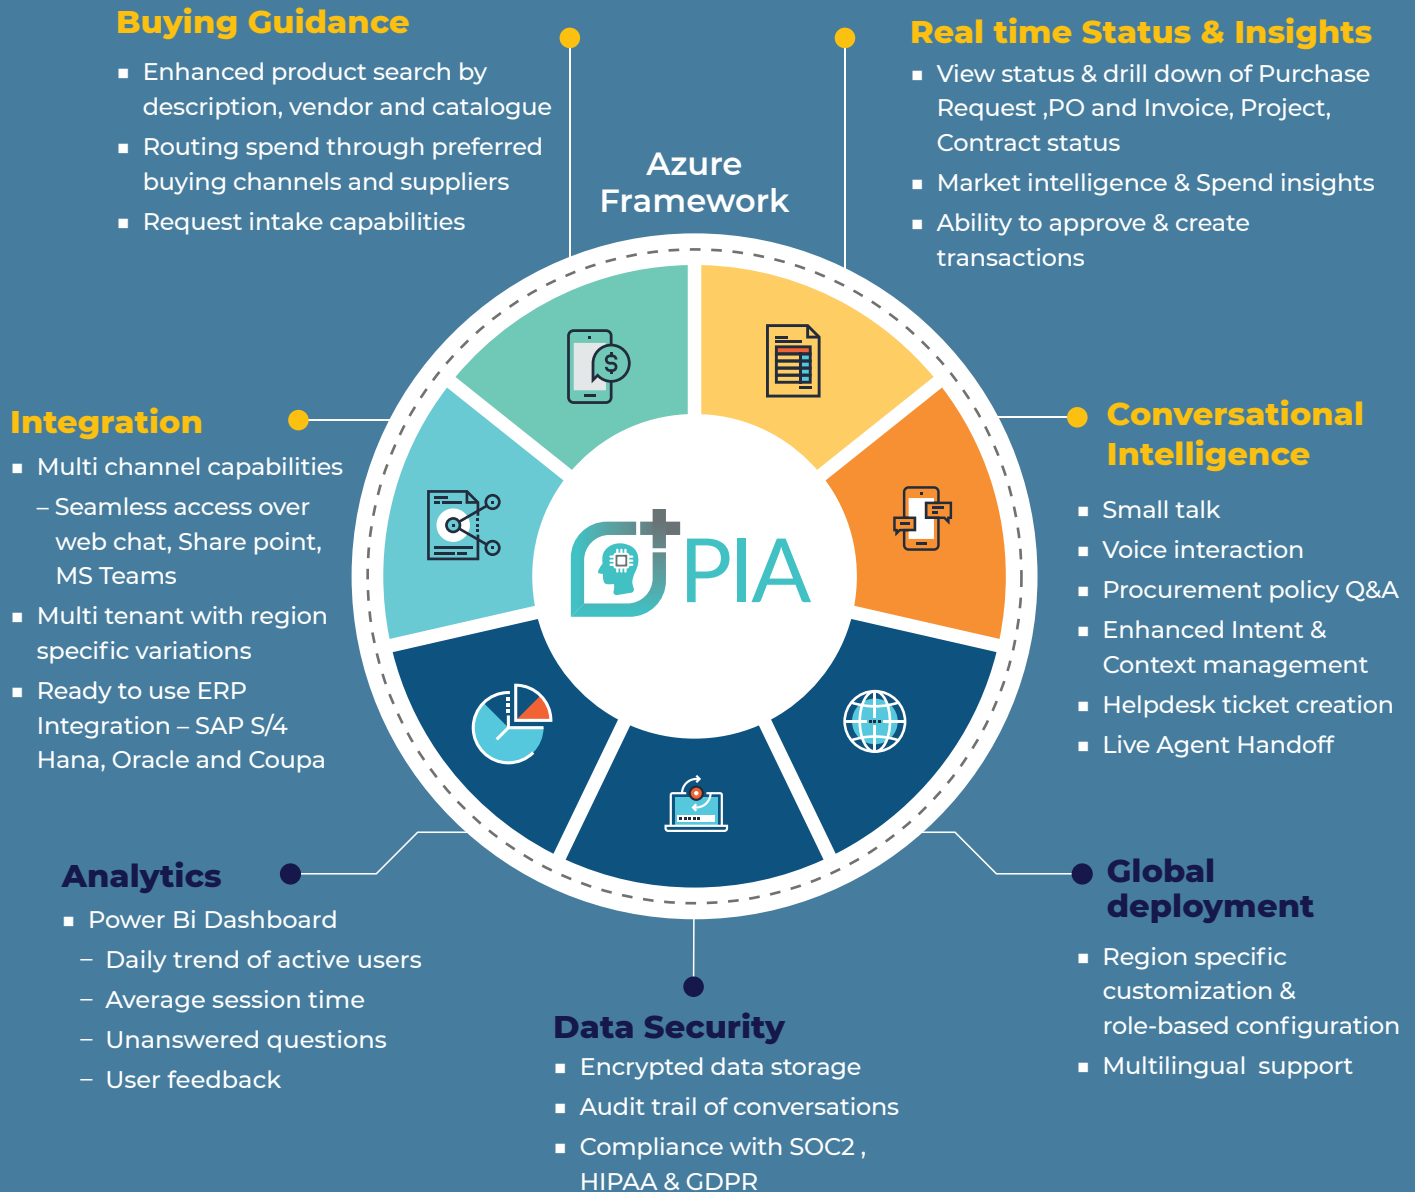 Buying Guidance
▪ Enhanced product search by
description, vendor and catalogue
▪ Routing spend through preferred
buying channels and suppliers
▪ Request intake capabilities
Azure
Framework
Real time Status & Insights
▪ View status & drill down of Purchase
Request ,PO and Invoice, Project,
Contract status
▪ Market intelligence & Spend insights
▪ Ability to approve & create
transactions
Integration
▪ Multi channel capabilities
– Seamless access over
web chat, Share point,
MS Teams
▪ Multi tenant with region
specific variations
▪ Ready to use ERP
Integration – SAP S/4
Hana, Oracle and Coupa
$
PIA
Conversational
Intelligence
▪ Small talk
▪ Voice interaction
▪ Procurement policy Q&A
▪ Enhanced Intent &
Context management
▪ Helpdesk ticket creation
▪ Live Agent Handoff
Analytics
▪ Power Bi Dashboard
– Daily trend of active users
– Average session time
– Unanswered questions
– User feedback
Data Security
▪ Encrypted data storage
▪ Audit trail of conversations
▪ Compliance with SOC2 ,
HIPAA & GDPR
Global
deployment
▪ Region specific
customization &
role-based configuration
▪ Multilingual support